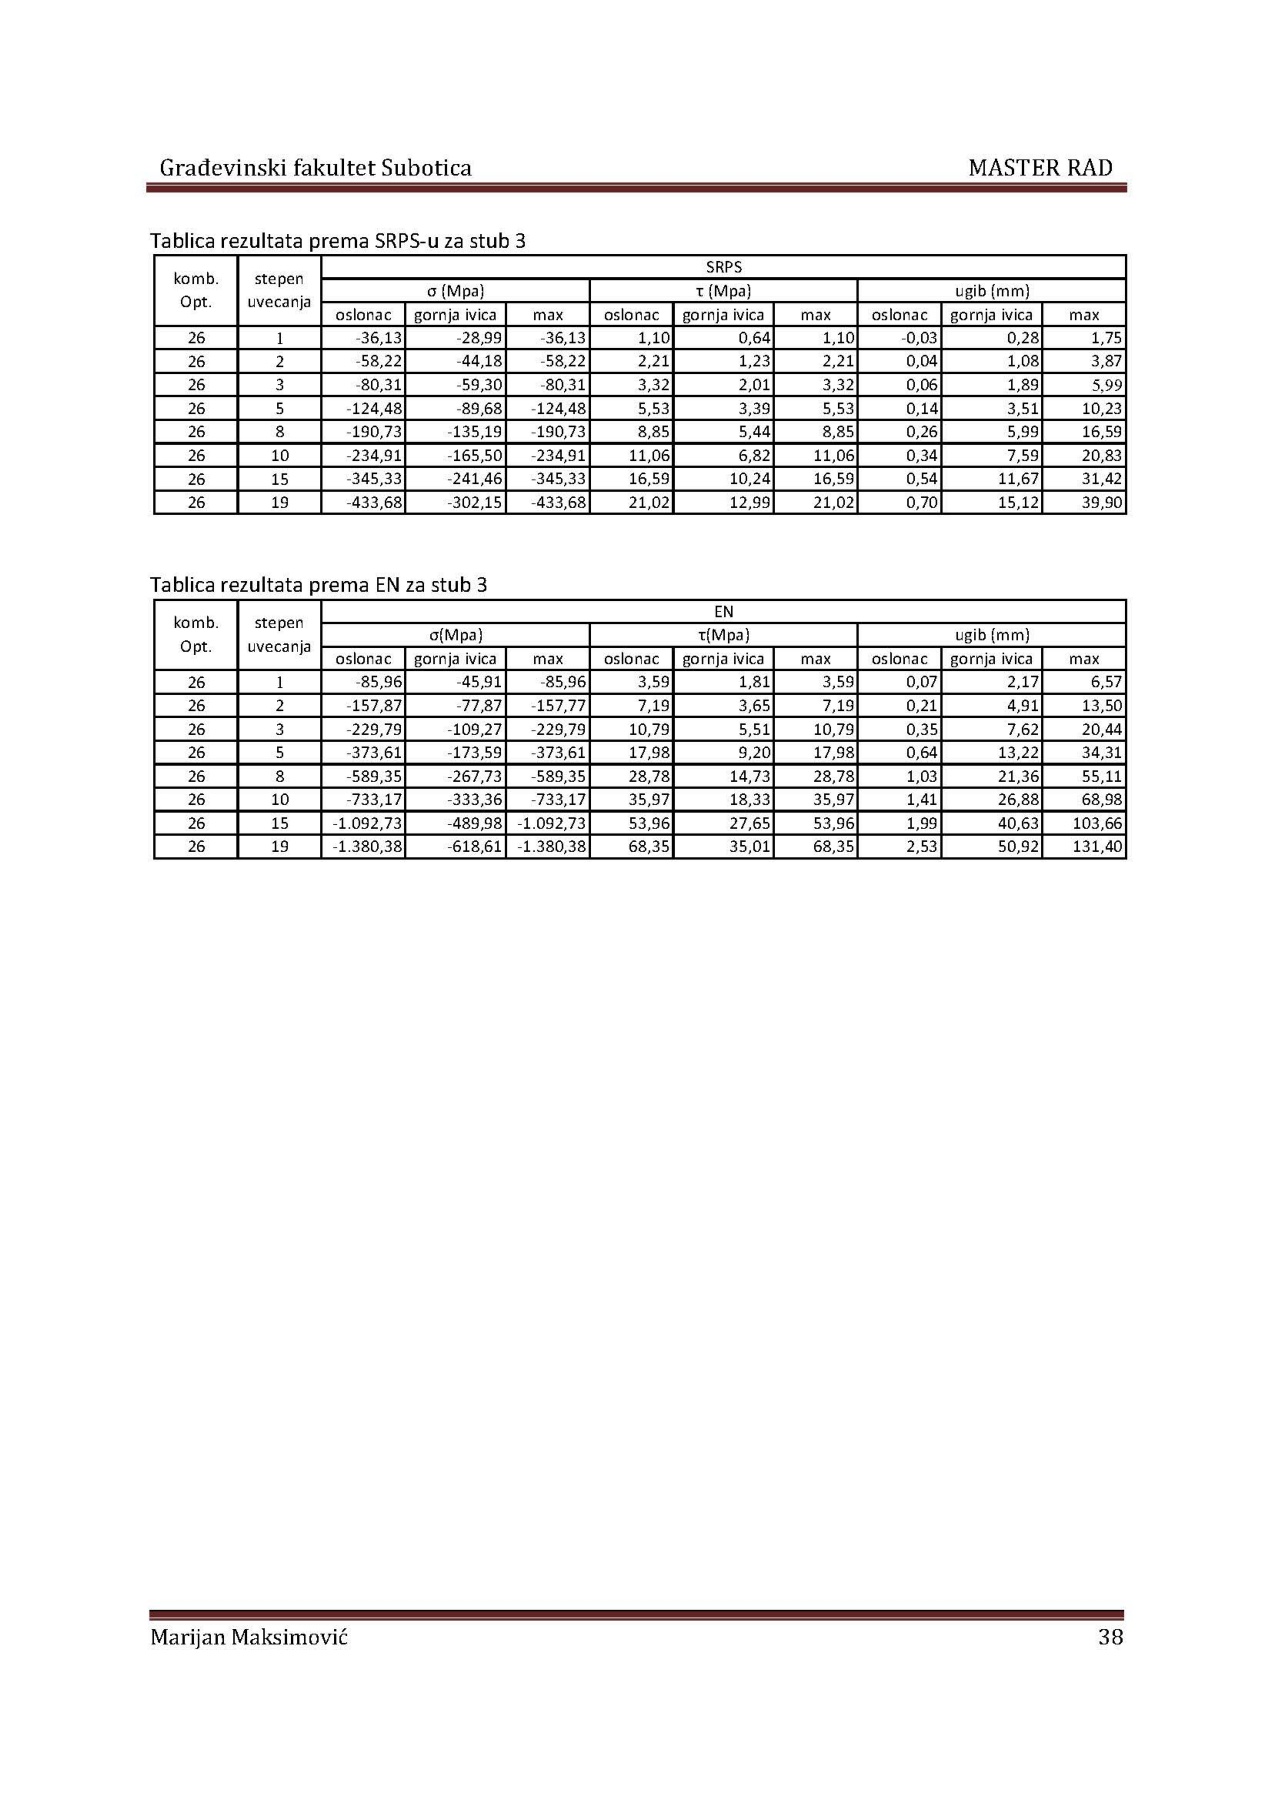 Građevinski fakultet Subotica MASTER RAD
Tablica rezultata prema SRPS-u za stub 3
komb. Opt. stepen uvecanja SRPS
σ (Mpa) τ (Mpa) ugib (mm)
oslonac gornja ivica max oslonac gornja ivica max oslonac gornja ivica max
26 1 -36,13 -28,99 -36,13 1,10 0,64 1,10 -0,03 0,28 1,75
26 2 -58,22 -44,18 -58,22 2,21 1,23 2,21 0,04 1,08 3,87
26 3 -80,31 -59,30 -80,31 3,32 2,01 3,32 0,06 1,89 5,99
26 5 -124,48 -89,68 -124,48 5,53 3,39 5,53 0,14 3,51 10,23
26 8 -190,73 -135,19 -190,73 8,85 5,44 8,85 0,26 5,99 16,59
26 10 -234,91 -165,50 -234,91 11,06 6,82 11,06 0,34 7,59 20,83
26 15 -345,33 -241,46 -345,33 16,59 10,24 16,59 0,54 11,67 31,42
26 19 -433,68 -302,15 -433,68 21,02 12,99 21,02 0,70 15,12 39,90
Tablica rezultata prema EN za stub 3
komb. Opt. stepen uvecanja EN
σ(Mpa) τ(Mpa) ugib (mm)
oslonac gornja ivica max oslonac gornja ivica max oslonac gornja ivica max
26 1 -85,96 -45,91 -85,96 3,59 1,81 3,59 0,07 2,17 6,57
26 2 -157,87 -77,87 -157,77 7,19 3,65 7,19 0,21 4,91 13,50
26 3 -229,79 -109,27 -229,79 10,79 5,51 10,79 0,35 7,62 20,44
26 5 -373,61 -173,59 -373,61 17,98 9,20 17,98 0,64 13,22 34,31
26 8 -589,35 -267,73 -589,35 28,78 14,73 28,78 1,03 21,36 55,11
26 10 -733,17 -333,36 -733,17 35,97 18,33 35,97 1,41 26,88 68,98
26 15 -1.092,73 -489,98 -1.092,73 53,96 27,65 53,96 1,99 40,63 103,66
26 19 -1.380,38 -618,61 -1.380,38 68,35 35,01 68,35 2,53 50,92 131,40
Marijan Maksimović 38